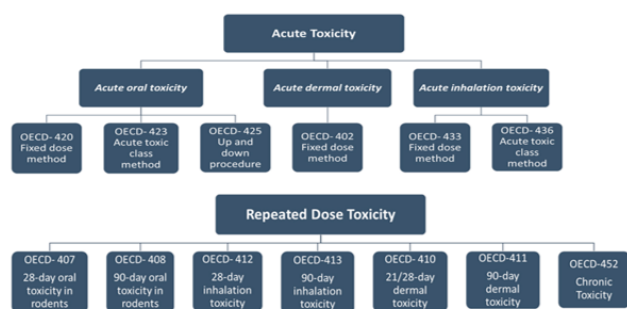 Acute Toxicity
Acute oral toxicity
Acute dermal toxicity
Acute inhalation toxicity
OECD- 420
Fixed dose
method
OECD- 423
Acute toxic
class method
OECD- 425
Up and
down
procedure
OECD- 402
Fixed dose
method
OECD- 433
Fixed dose
method
OECD- 436
Acute toxic
class
method
Repeated Dose Toxicity
OECD- 407
28-day oral
toxicity in
rodents
OECD- 408
90-day oral
toxicity in
rodents
OECD- 412
28-day
inhalation
toxicity
OECD-413
90-day
inhalation
toxicity
OECD- 410
21/28-day
dermal
toxicity
OECD- 411
90-day
dermal
toxicity
OECD-452
Chronic
Toxicity